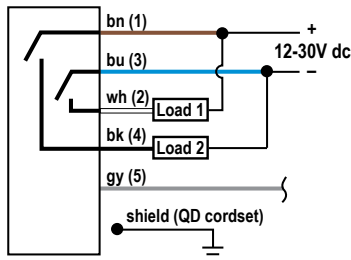 bn (1)
+
12-30V dc
bu (3)
–
wh (2)
Load 1
bk (4)
Load 2
gy (5)
shield (QD cordset)